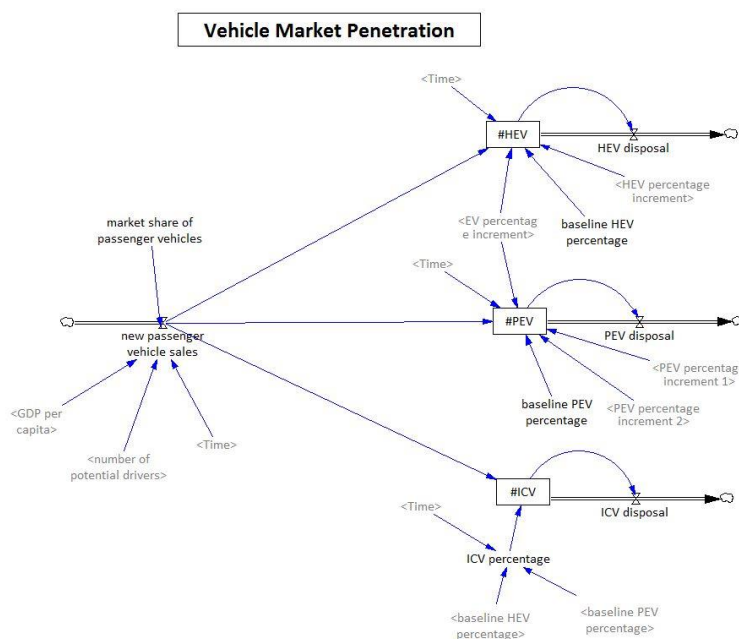 Vehicle Market Penetration
<Time>
#HEV
HEV disposal
<HEV percentage
increment>
market share of
passenger vehicles
<EV percentag
e increment>
baseline HEV
percentage
<Time>
#PEV
PEV disposal
new passenger
vehicle sales
<PEV percentag
increment 1>
baseline PEV
percentage
<PEV percentage
increment 2>
<GDP per
capita>
<number of
potential drivers>
<Time>
#ICV
ICV disposal
<Time>
ICV percentage
<baseline HEV
percentage>
<baseline PEV
percentage>